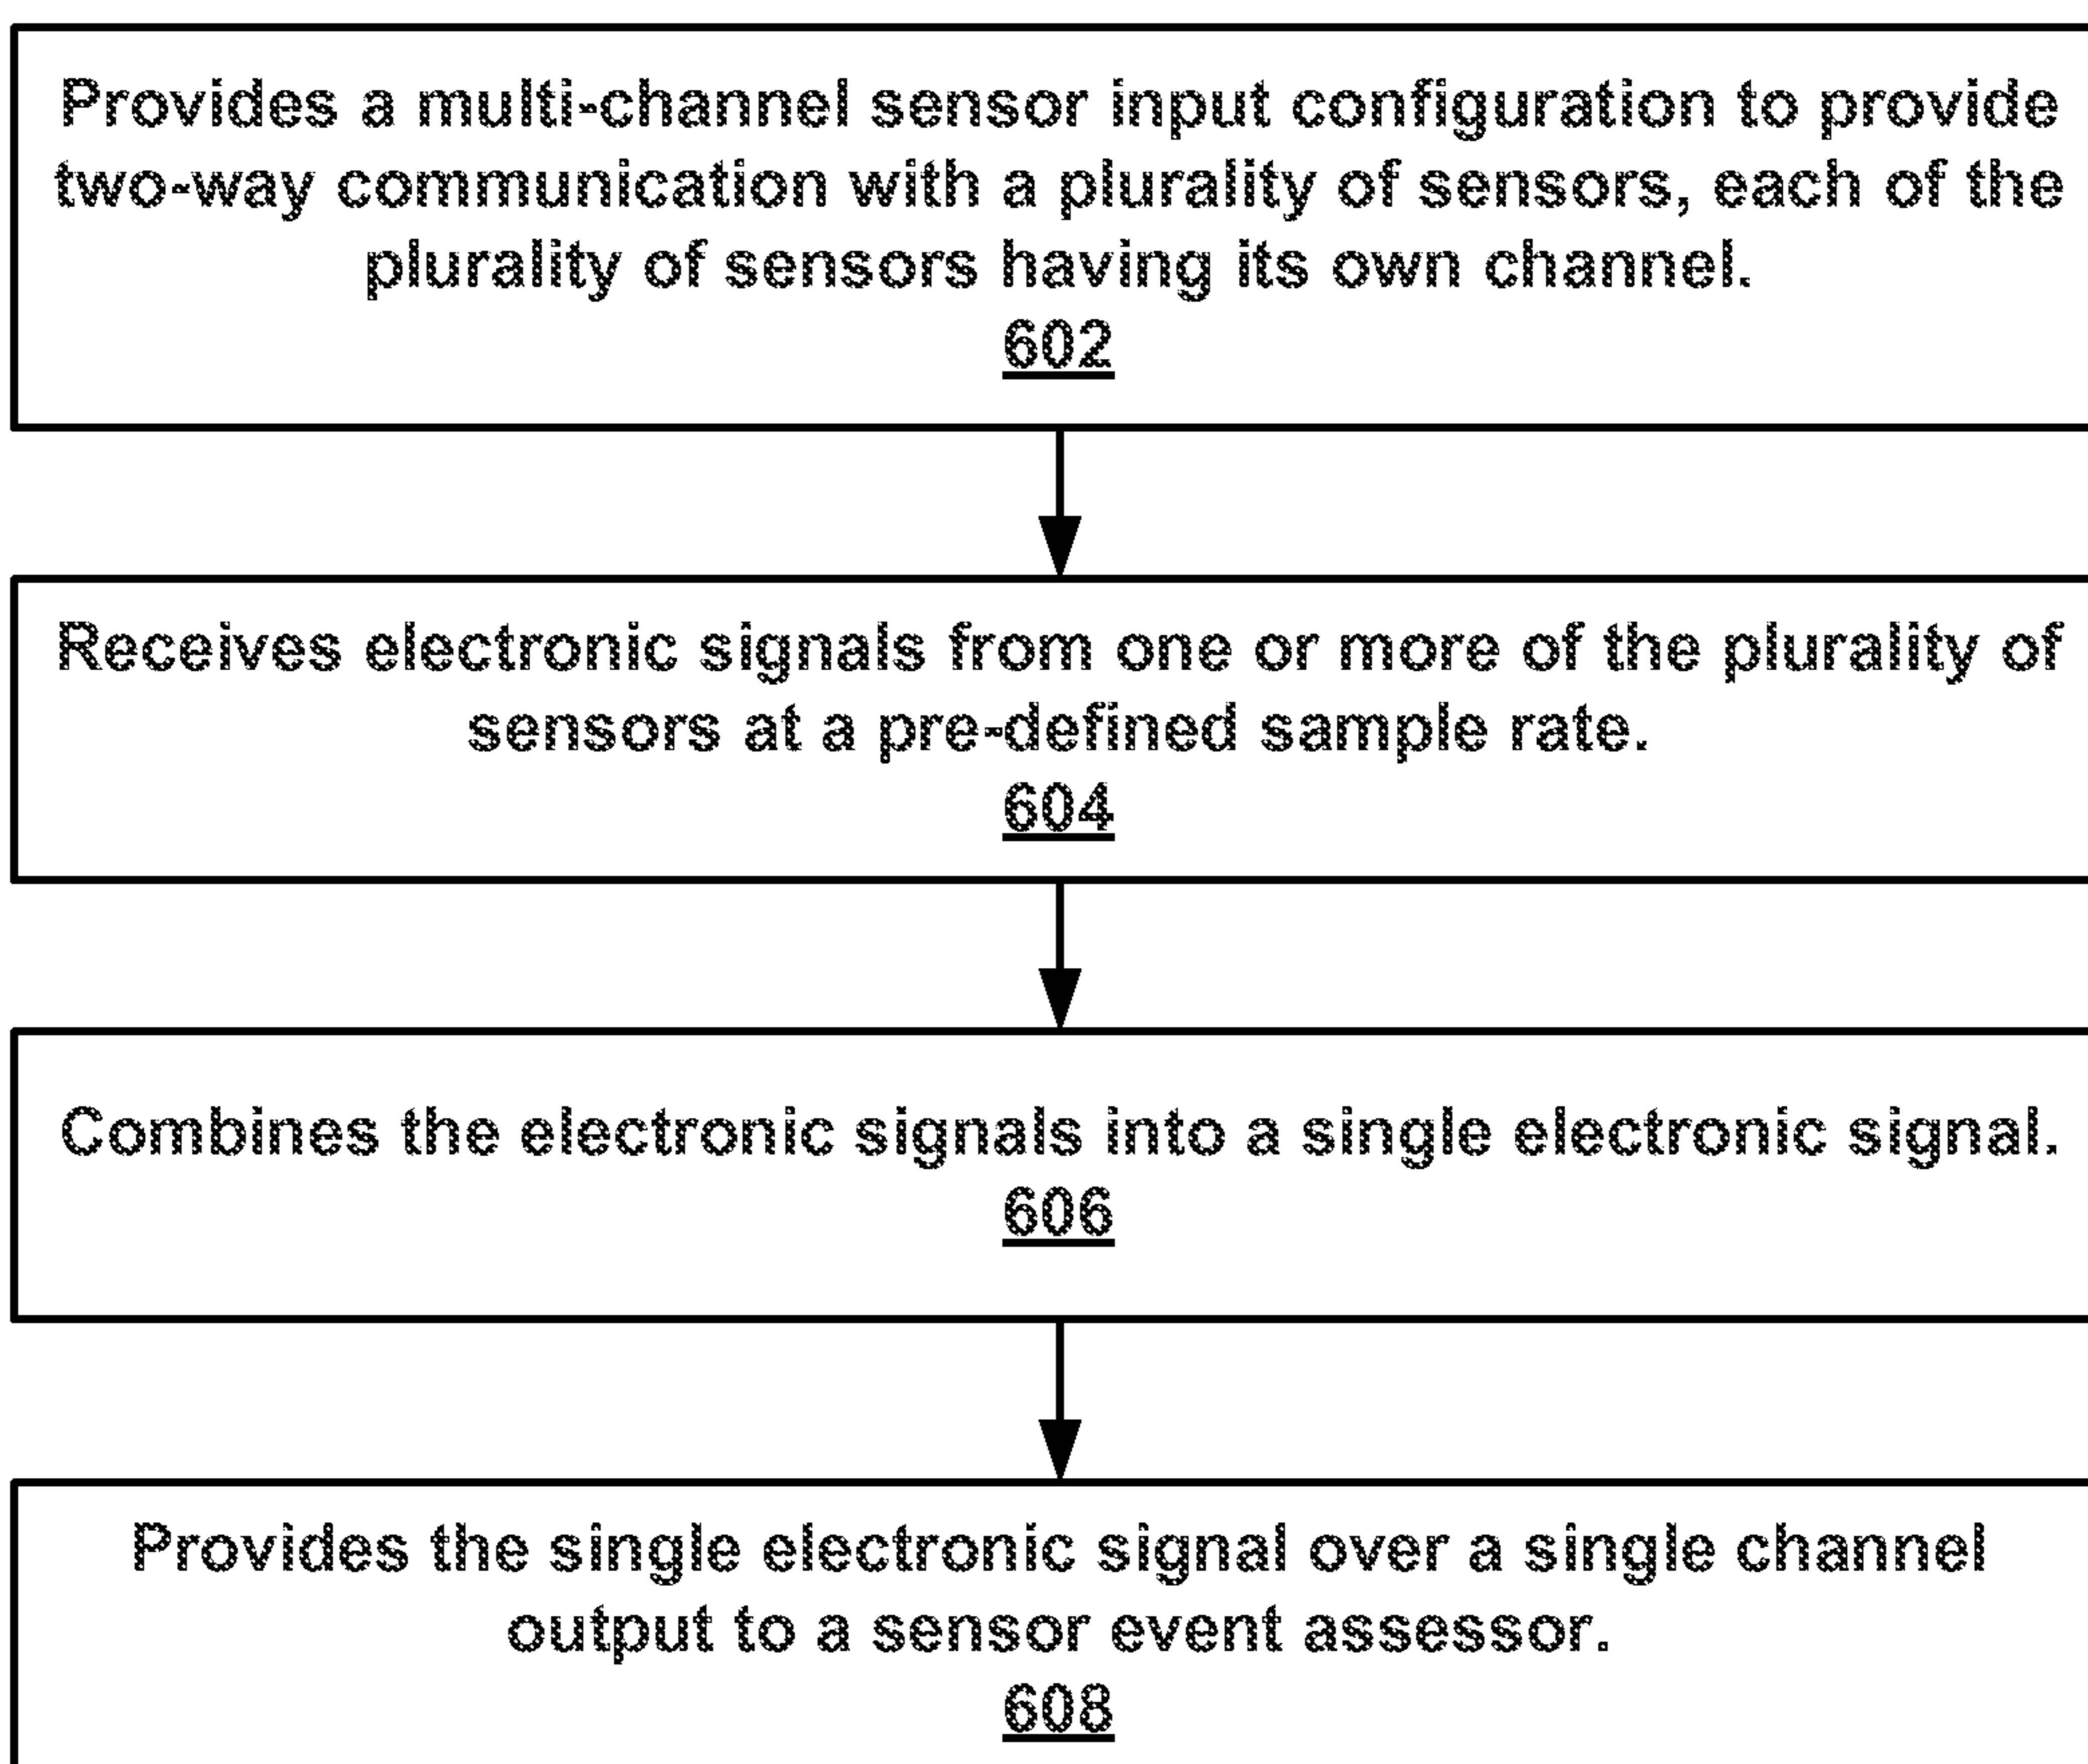 Provides a multi-channel sensor input configuration to provide
two-way communication with a plurality of sensors, each of the
plurality of sensors having its own channel.
602
Receives electronic signals from one or more of the plurality of
sensors at a pre-defined sample rate.
604
Combines the electronic signals into a single electronic signal.
606
Provides the single electronic signal over a single channel
output to a sensor event assessor.
608